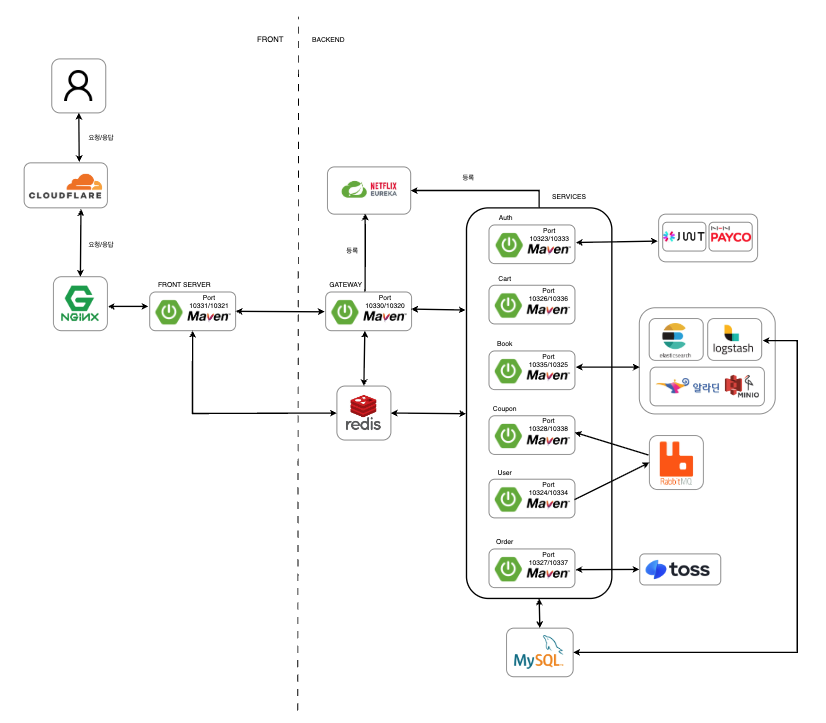 FRONT
BACKEND
요청/응답
CLOUDFLARE
요청/응답
NGINX
FRONT SERVER
Port
10331/10321
Maven
GATEWAY
Port
10330/10320
Maven
NETFLIX
EUREKA
등록
등록
redis
SERVICES
Auth
Port
10323/10333
Maven
Cart
Port
10326/10336
Maven
Book
Port
10335/10325
Maven
Coupon
Port
10328/10338
Maven
User
Port
10324/10334
Maven
Order
Port
10327/10337
Maven
JWT
NHN
PAYCO
elasticsearch
logstash
알라딘
MINIO
RabbitMQ
toss
MySQL